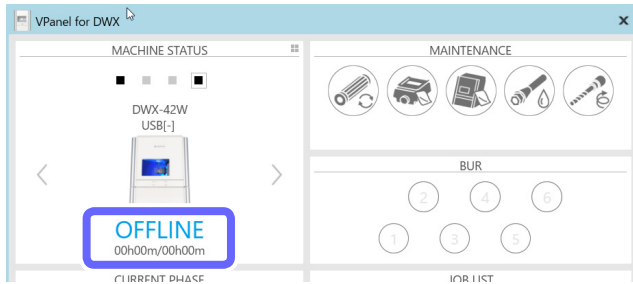 VPanel for DWX
MACHINE STATUS
DWX-42W
USB[-]
OFFLINE
00h00m/00h00m
CURRENT PHASE
MAINTENANCE
BUR
2 4 6
1 3 5
JOB LIST